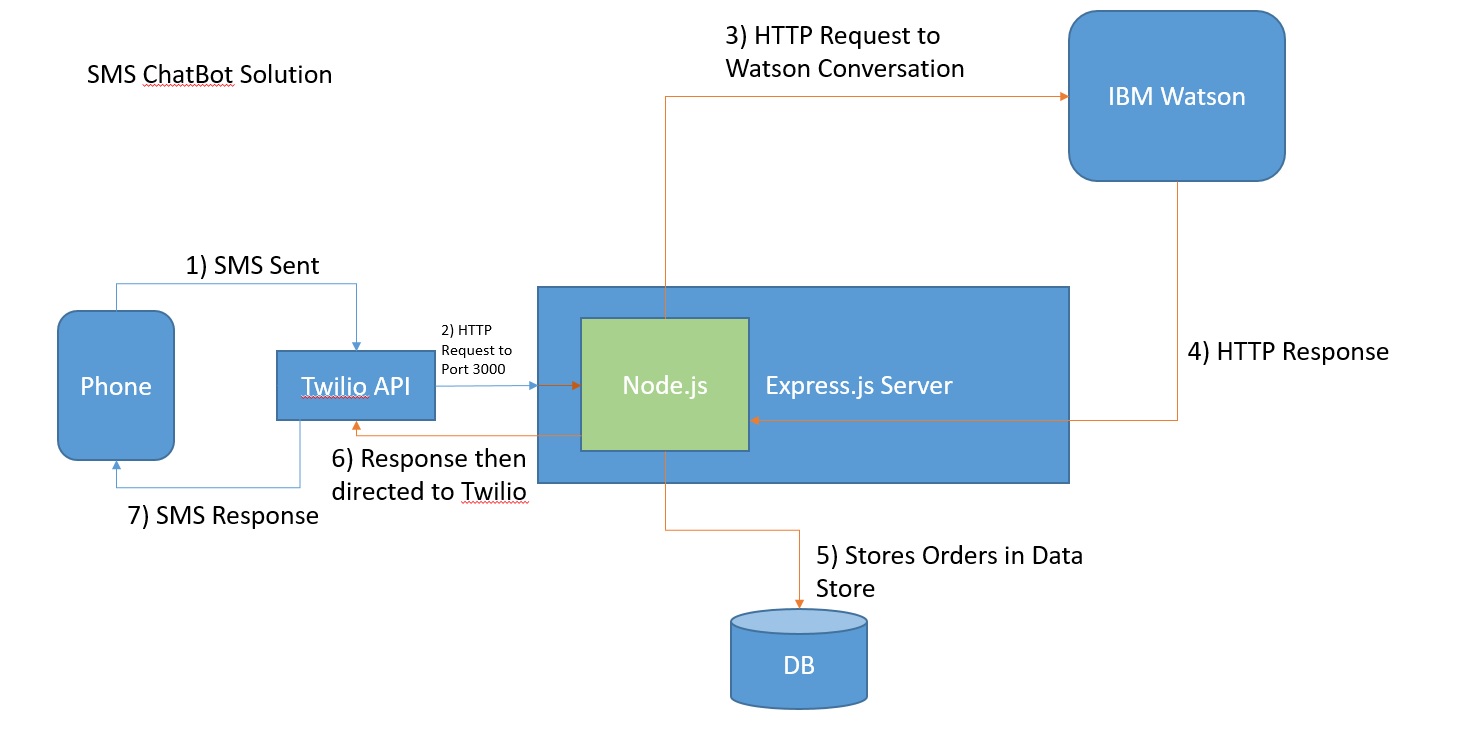 SMS ChatBot Solution
3) HTTP Request to
Watson Conversation
IBM Watson
1) SMS Sent
Phone
Twilio API
2) HTTP
Request to
Port 3000
Node.js
Express.js Server
4) HTTP Response
6) Response then
directed to Twilio
7) SMS Response
5) Stores Orders in Data
Store
DB